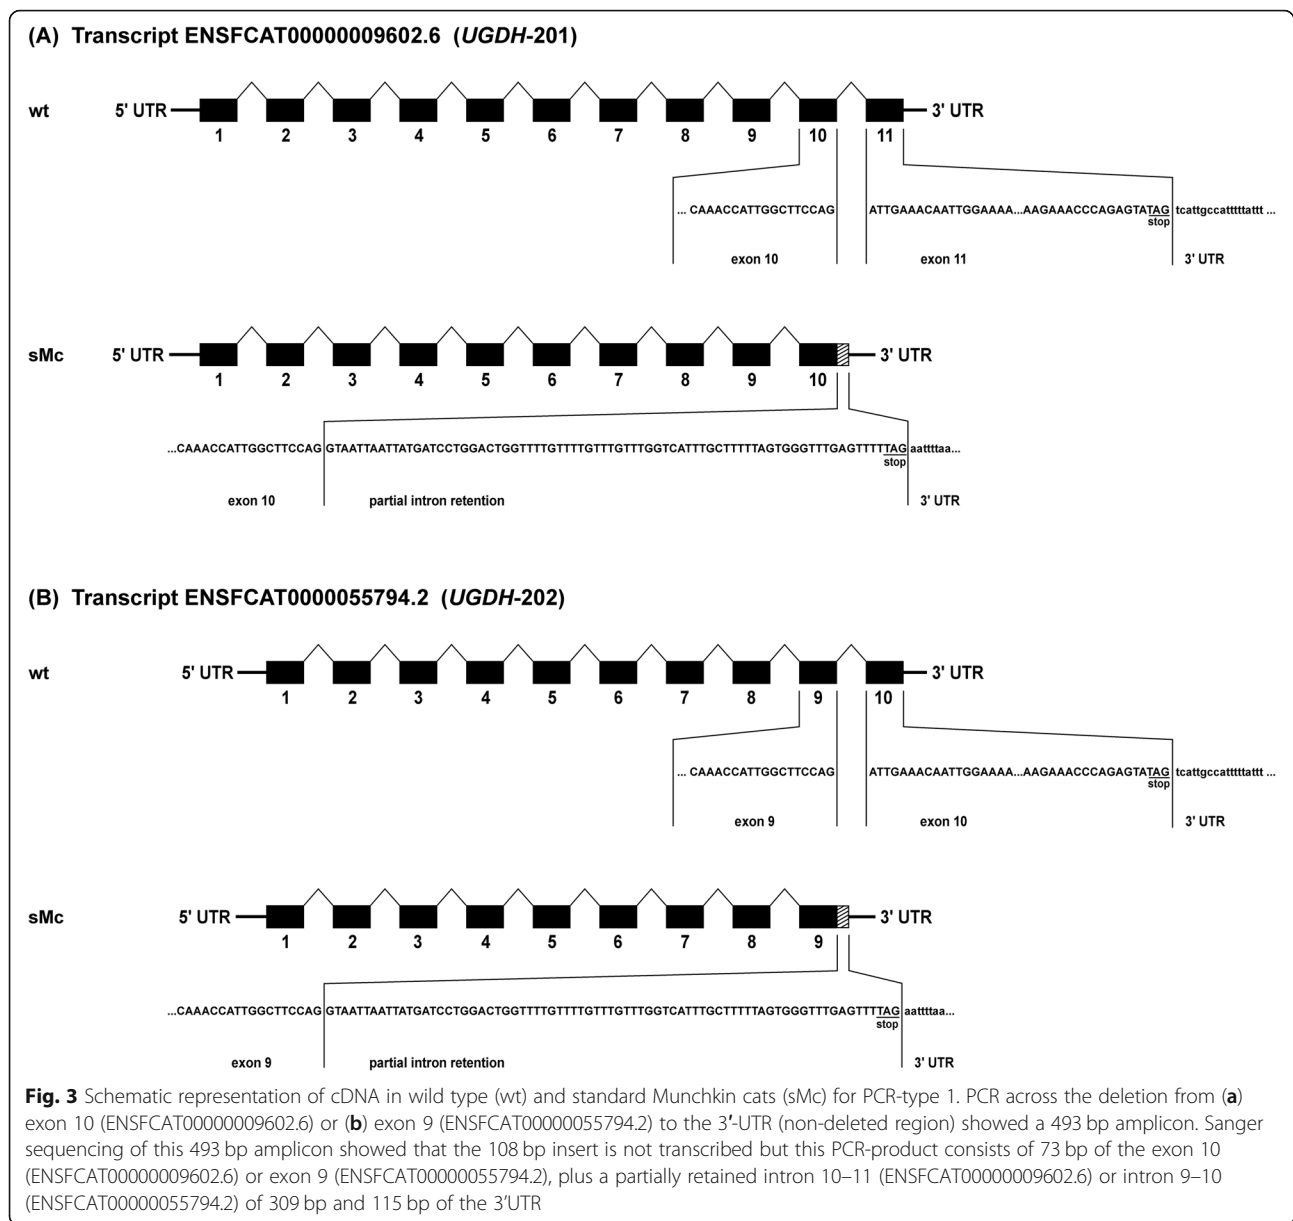 (A) Transcript ENSFCAT00000009602.6 (UGDH-201)
wt 5' UTR 3' UTR
1 2 3 4 5 6 7 8 9 10 11
... CAAACCATTGGCTTCCAG ATTGAAACAATTGGAAAA...AAGAAACCCAGAGTATAG tcattgccatttttattt ...
stop
exon 10 exon 11 3' UTR
sMc 5' UTR 3' UTR
1 2 3 4 5 6 7 8 9 10
...CAAACCATTGGCTTCCAG GTAATTAATTATGATCCTGGACTGGTTTTGTTTTGTTTGTTTGGTCATTTGCTTTTTAGTGGGTTTGAGTTTTTAG aattttaa...
stop
exon 10 partial intron retention 3' UTR
(B) Transcript ENSFCAT0000055794.2 (UGDH-202)
wt 5' UTR 3' UTR
1 2 3 4 5 6 7 8 9 10
... CAAACCATTGGCTTCCAG ATTGAAACAATTGGAAAA...AAGAAACCCAGAGTATAG tcattgccatttttattt ...
stop
exon 9 exon 10 3' UTR
sMc 5' UTR 3' UTR
1 2 3 4 5 6 7 8 9
...CAAACCATTGGCTTCCAG GTAATTAATTATGATCCTGGACTGGTTTTGTTTTGTTTGTTTGGTCATTTGCTTTTTAGTGGGTTTGAGTTTTAG aattttaa...
stop
exon 9 partial intron retention 3' UTR
Fig. 3 Schematic representation of cDNA in wild type (wt) and standard Munchkin cats (sMc) for PCR-type 1. PCR across the deletion from (a)
exon 10 (ENSFCAT00000009602.6) or (b) exon 9 (ENSFCAT00000055794.2) to the 3′-UTR (non-deleted region) showed a 493 bp amplicon. Sanger
sequencing of this 493 bp amplicon showed that the 108 bp insert is not transcribed but this PCR-product consists of 73 bp of the exon 10
(ENSFCAT00000009602.6) or exon 9 (ENSFCAT00000055794.2), plus a partially retained intron 10–11 (ENSFCAT00000009602.6) or intron 9–10
(ENSFCAT00000055794.2) of 309 bp and 115 bp of the 3'UTR